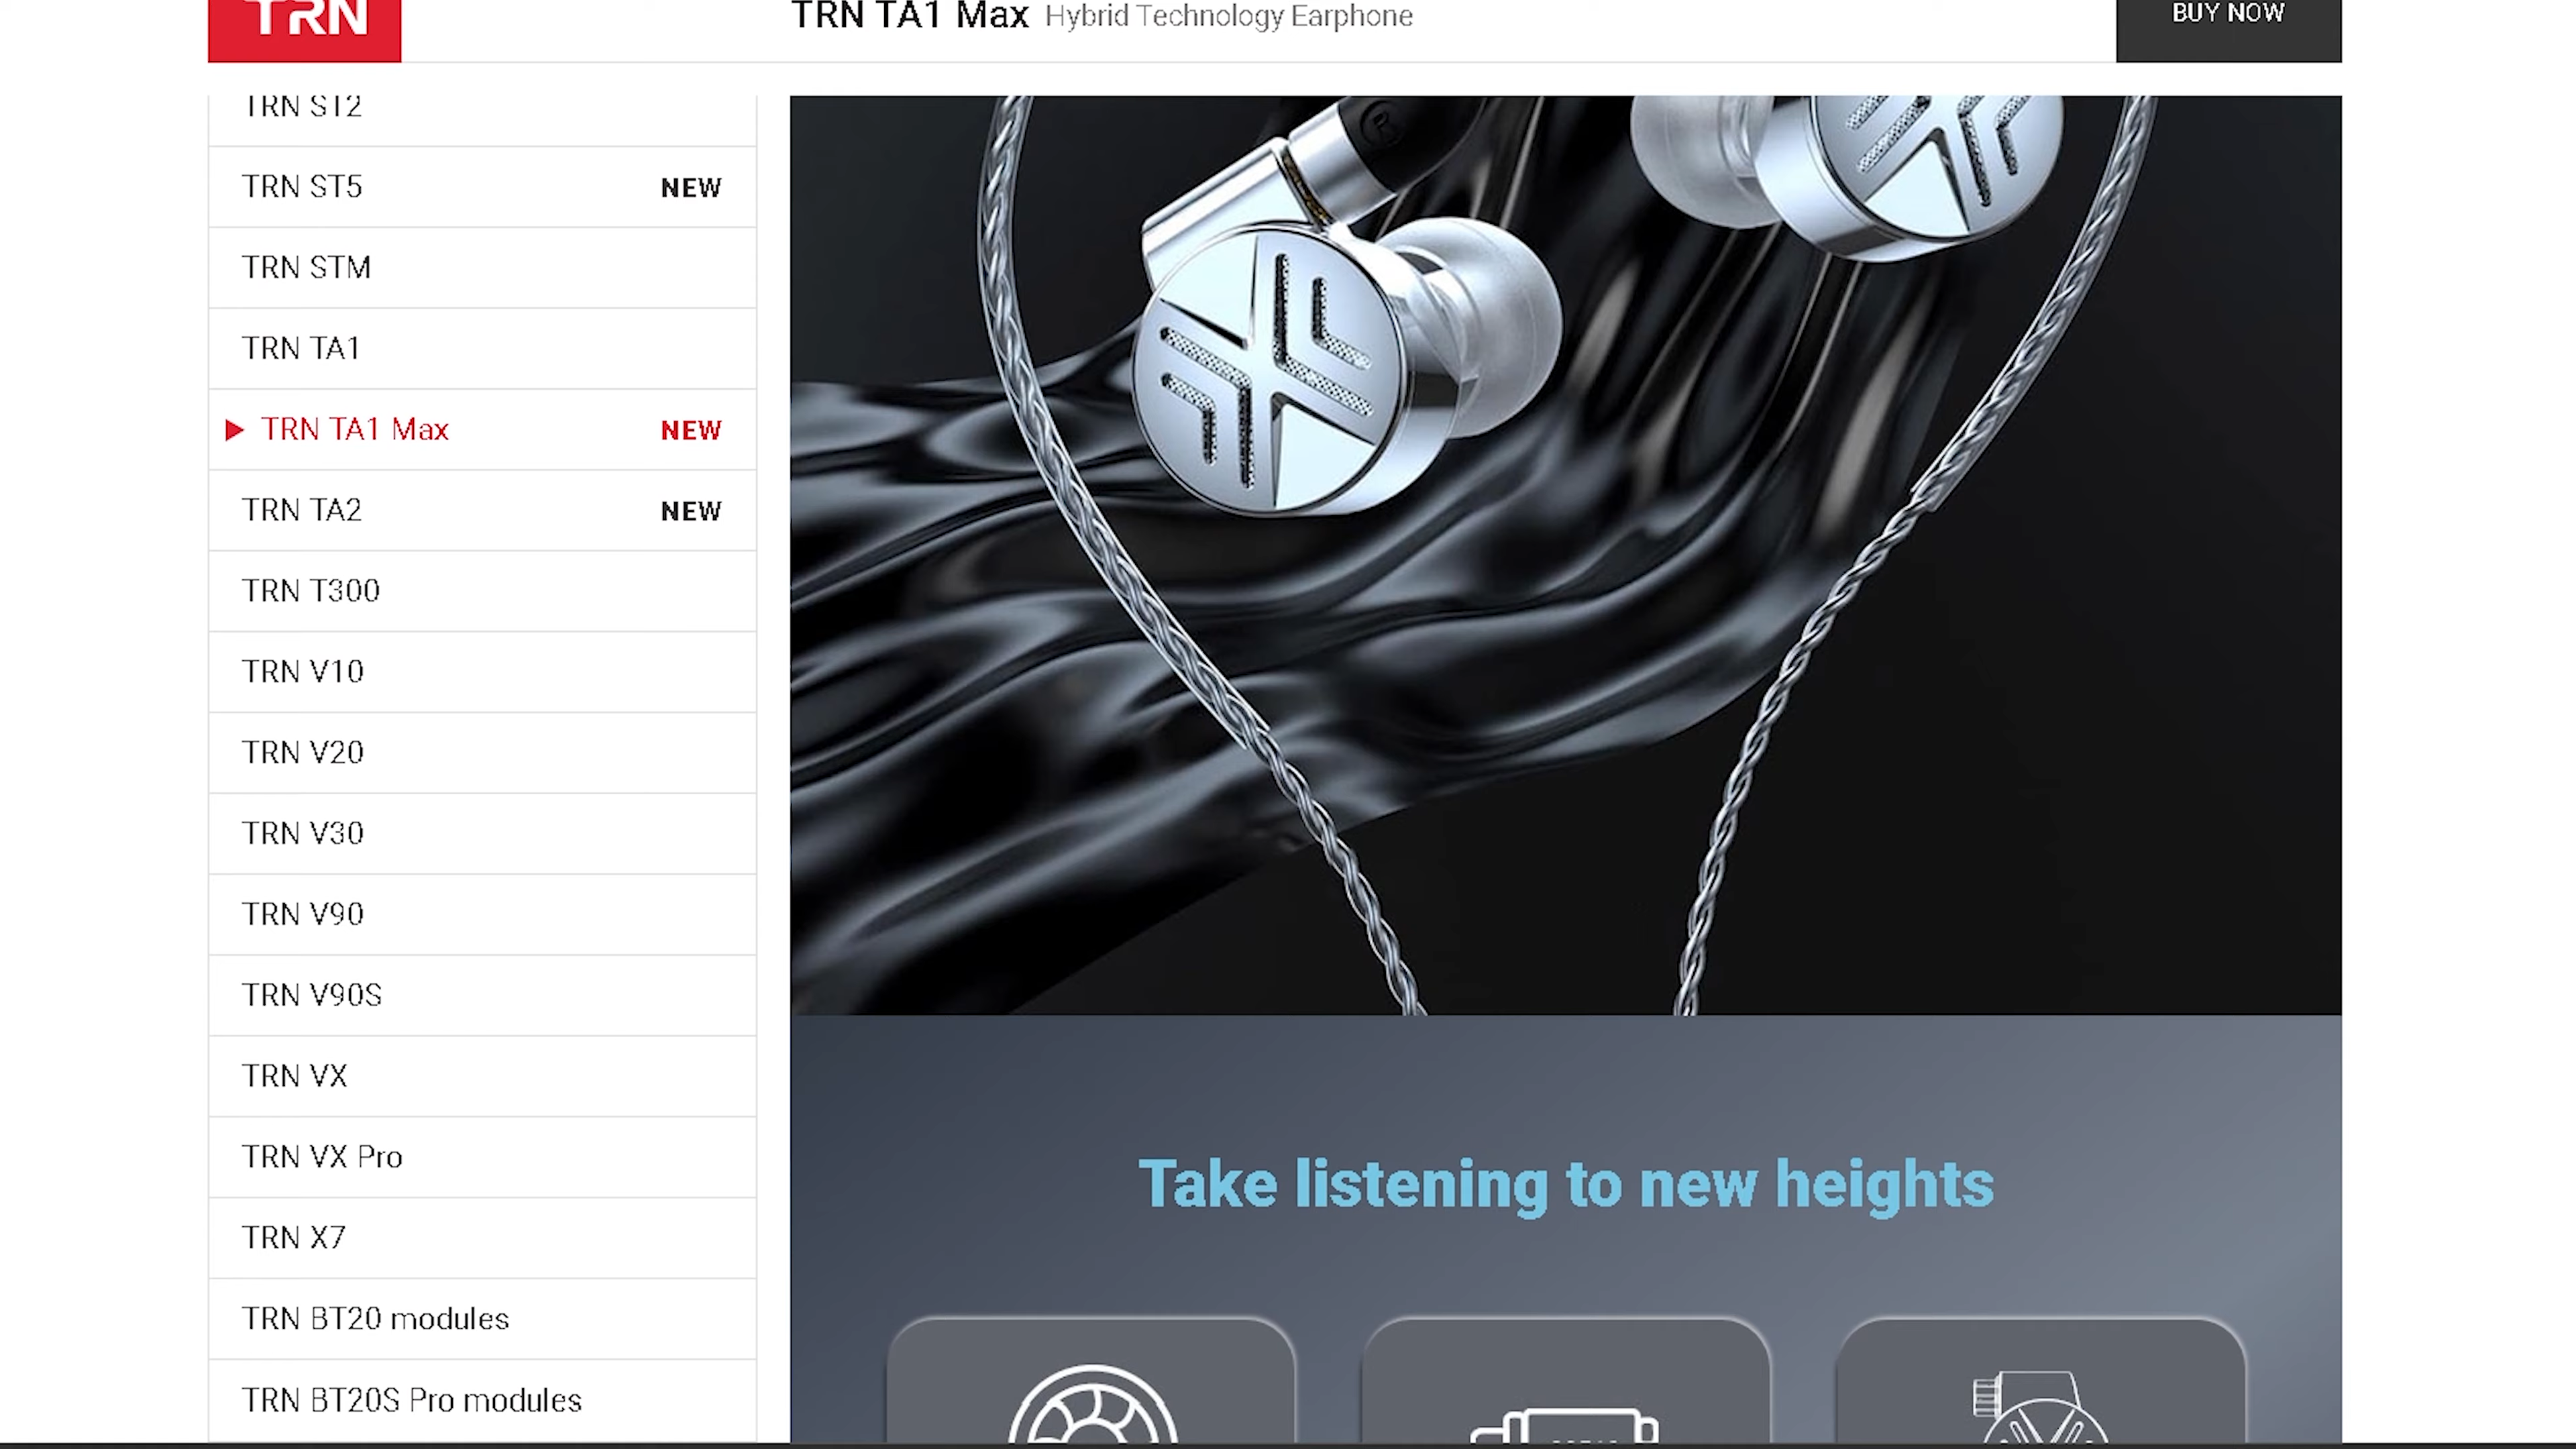 TRN
TRN TA1 Max Hybrid Technology Earphone
BUY NOW
TRN ST2
TRN ST5 NEW
TRN STM
TRN TA1
TRN TA1 Max NEW
TRN TA2 NEW
TRN T300
TRN V10
TRN V20
TRN V30
TRN V90
TRN V90S
TRN VX
TRN VX Pro
TRN X7
TRN BT20 modules
TRN BT20S Pro modules
R
Take listening to new heights